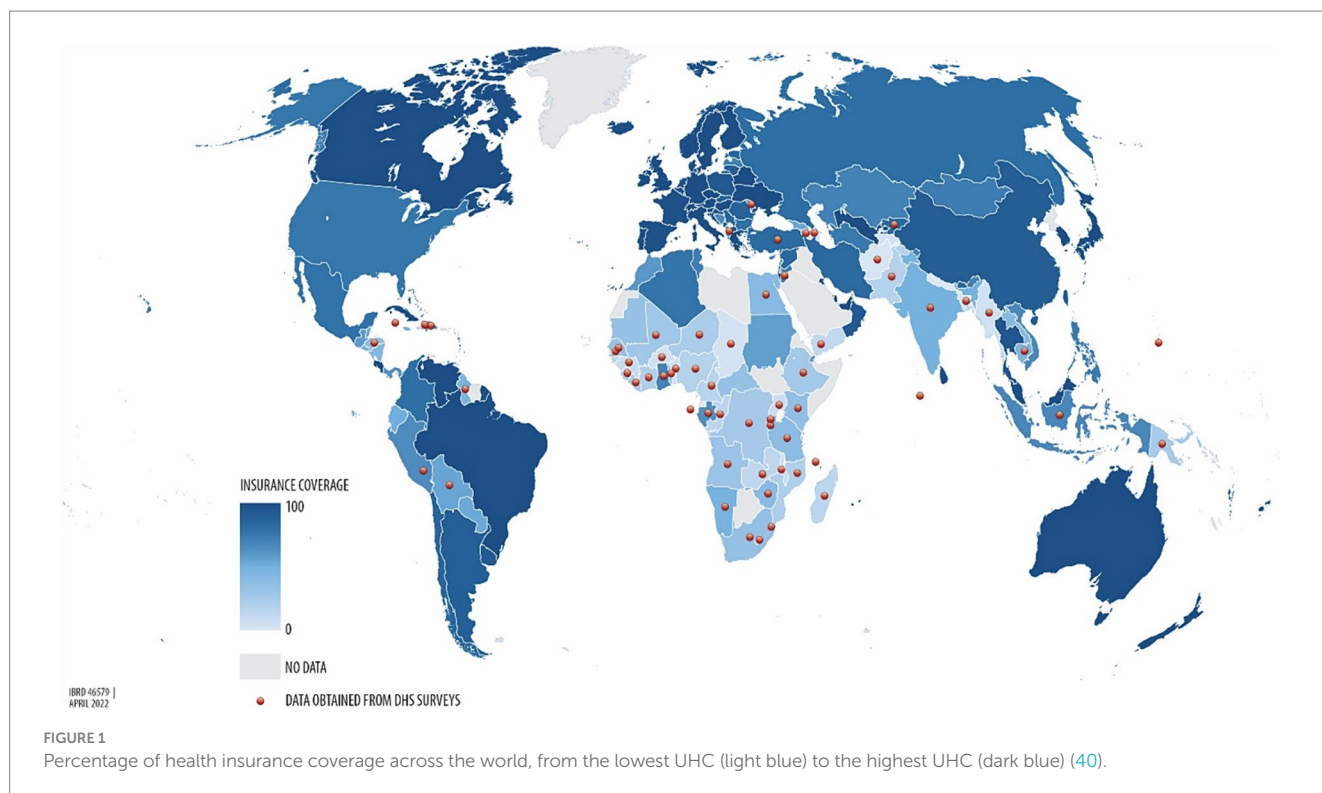 INSURANCE COVERAGE
100
0
NO DATA
DATA OBTAINED FROM DHS SURVEYS
IBRD 46579 |
APRIL 2022
FIGURE 1
Percentage of health insurance coverage across the world, from the lowest UHC (light blue) to the highest UHC (dark blue) (40).